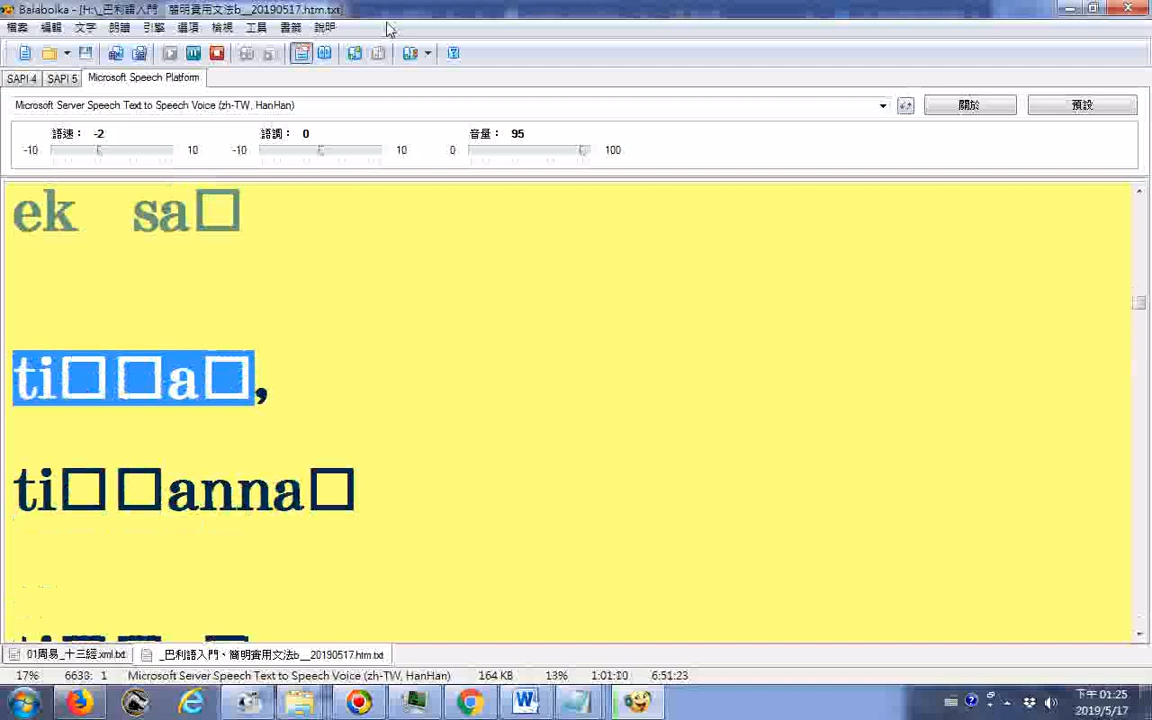 Balabolka - [H:\_巴利語入門、簡明實用文法b__20190517.htm.txt]
檔案 編輯 文字 朗讀 引擎 選項 檢視 工具 書籤 說明
SAPI 4 SAPI 5 Microsoft Speech Platform
Microsoft Server Speech Text to Speech Voice (zh-TW, HanHan) 關於 預設
語速： -2 語調： 0 音量： 95
-10 10 -10 10 0 100
ek sa□
ti□□a□,
ti□□anna□
01周易_十三經.xml.txt _巴利語入門、簡明實用文法b__20190517.htm.txt
17% 6638: 1 Microsoft Server Speech Text to Speech Voice (zh-TW, HanHan) 164 KB 13% 1:01:10 6:51:23
下午 01:25
2019/5/17